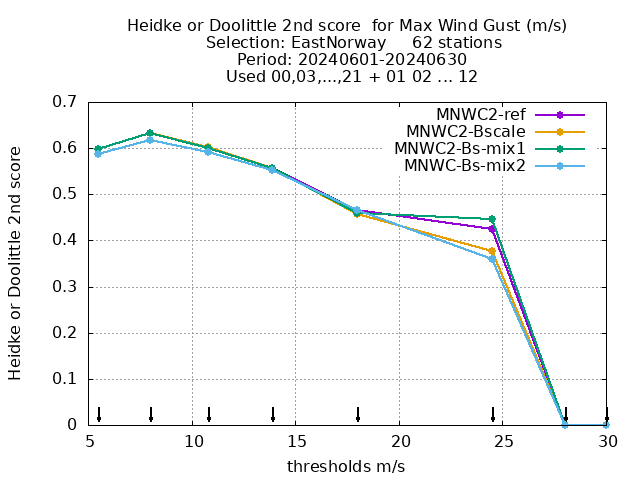 Heidke or Doolittle 2nd score  for Max Wind Gust (m/s)
Selection: EastNorway     62 stations
Period: 20240601-20240630
Used 00,03,...,21 + 01 02 ... 12
MNWC2-ref
MNWC2-Bscale
MNWC2-Bs-mix1
MNWC-Bs-mix2
Heidke or Doolittle 2nd score
0.7
0.6
0.5
0.4
0.3
0.2
0.1
0
5 10 15 20 25 30
thresholds m/s